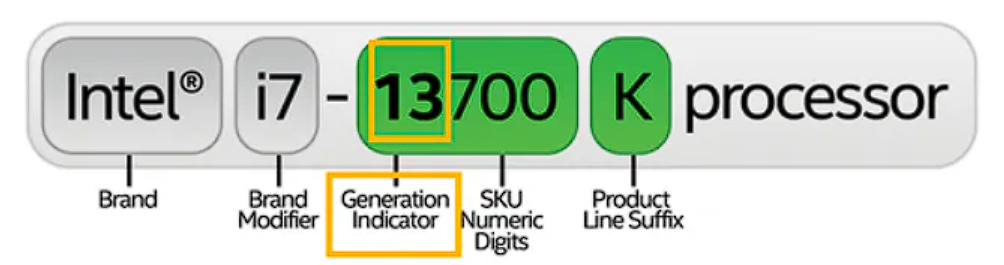 Intel® i7 - 13700 K processor
Brand
Brand Modifier
Generation Indicator
SKU Numeric Digits
Product Line Suffix